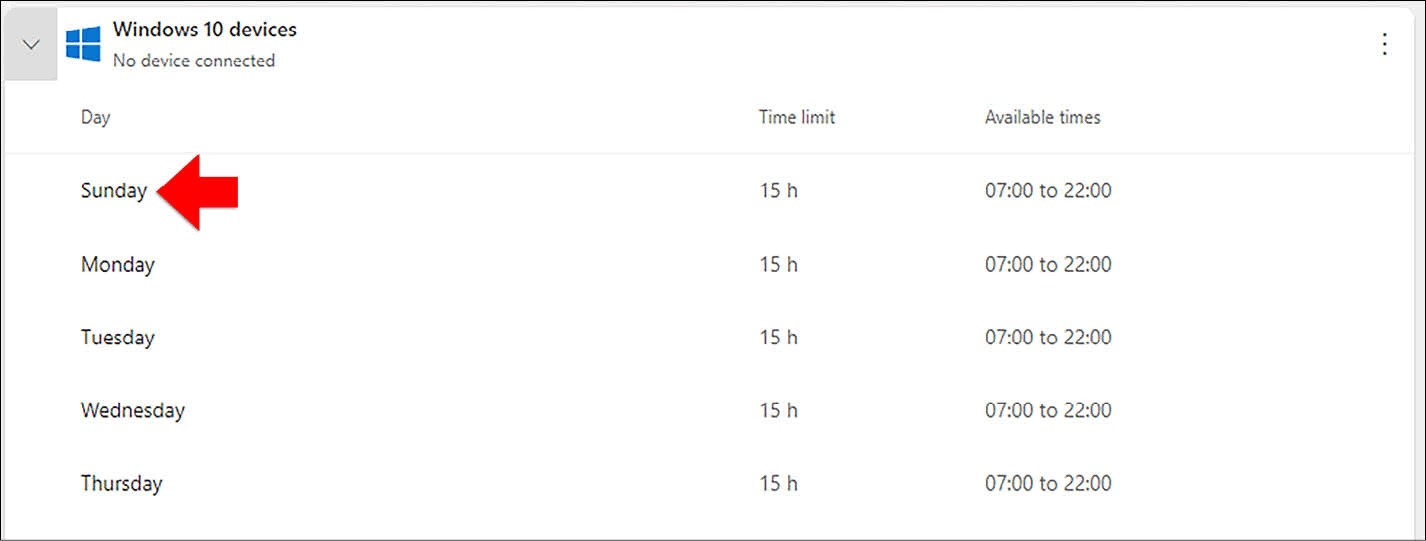 Windows 10 devices
No device connected
Day Time limit Available times
Sunday 15 h 07:00 to 22:00
Monday 15 h 07:00 to 22:00
Tuesday 15 h 07:00 to 22:00
Wednesday 15 h 07:00 to 22:00
Thursday 15 h 07:00 to 22:00